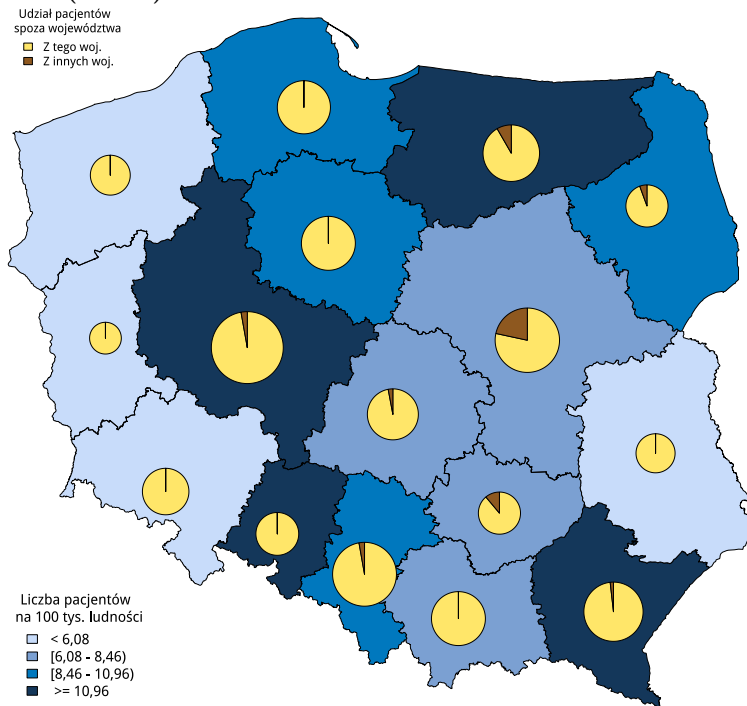 Udział pacjentów
spoza województwa
Z tego woj.
Z innych woj.
Liczba pacjentów
na 100 tys. ludności
< 6,08
[6,08 - 8,46)
[8,46 - 10,96)
>= 10,96